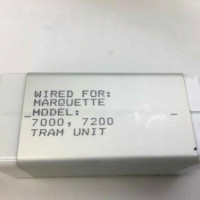 WIRED FOR:
MARQUETTE
MODEL:
7000, 7200
TRAM UNIT